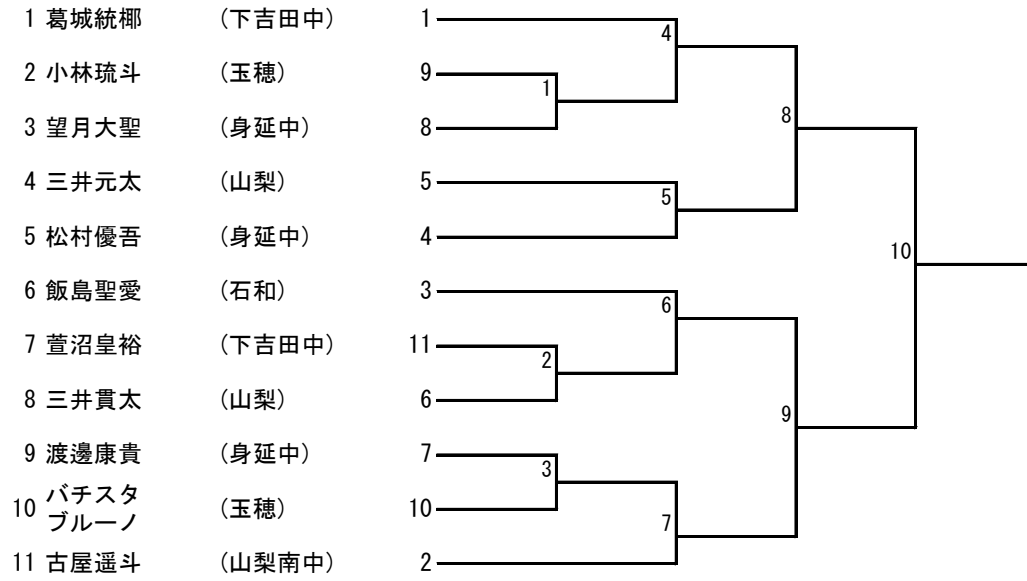 1 葛城統椰 (下吉田中) 1
4
2 小林琉斗 (玉穂) 9
1
8
3 望月大聖 (身延中) 8
4 三井元太 (山梨) 5
5
5 松村優吾 (身延中) 4
10
6 飯島聖愛 (石和) 3
6
7 萱沼皇裕 (下吉田中) 11
2
8 三井貫太 (山梨) 6
9
9 渡邊康貴 (身延中) 7
3
10 バチスタ
ブルーノ (玉穂) 10
7
11 古屋遥斗 (山梨南中) 2